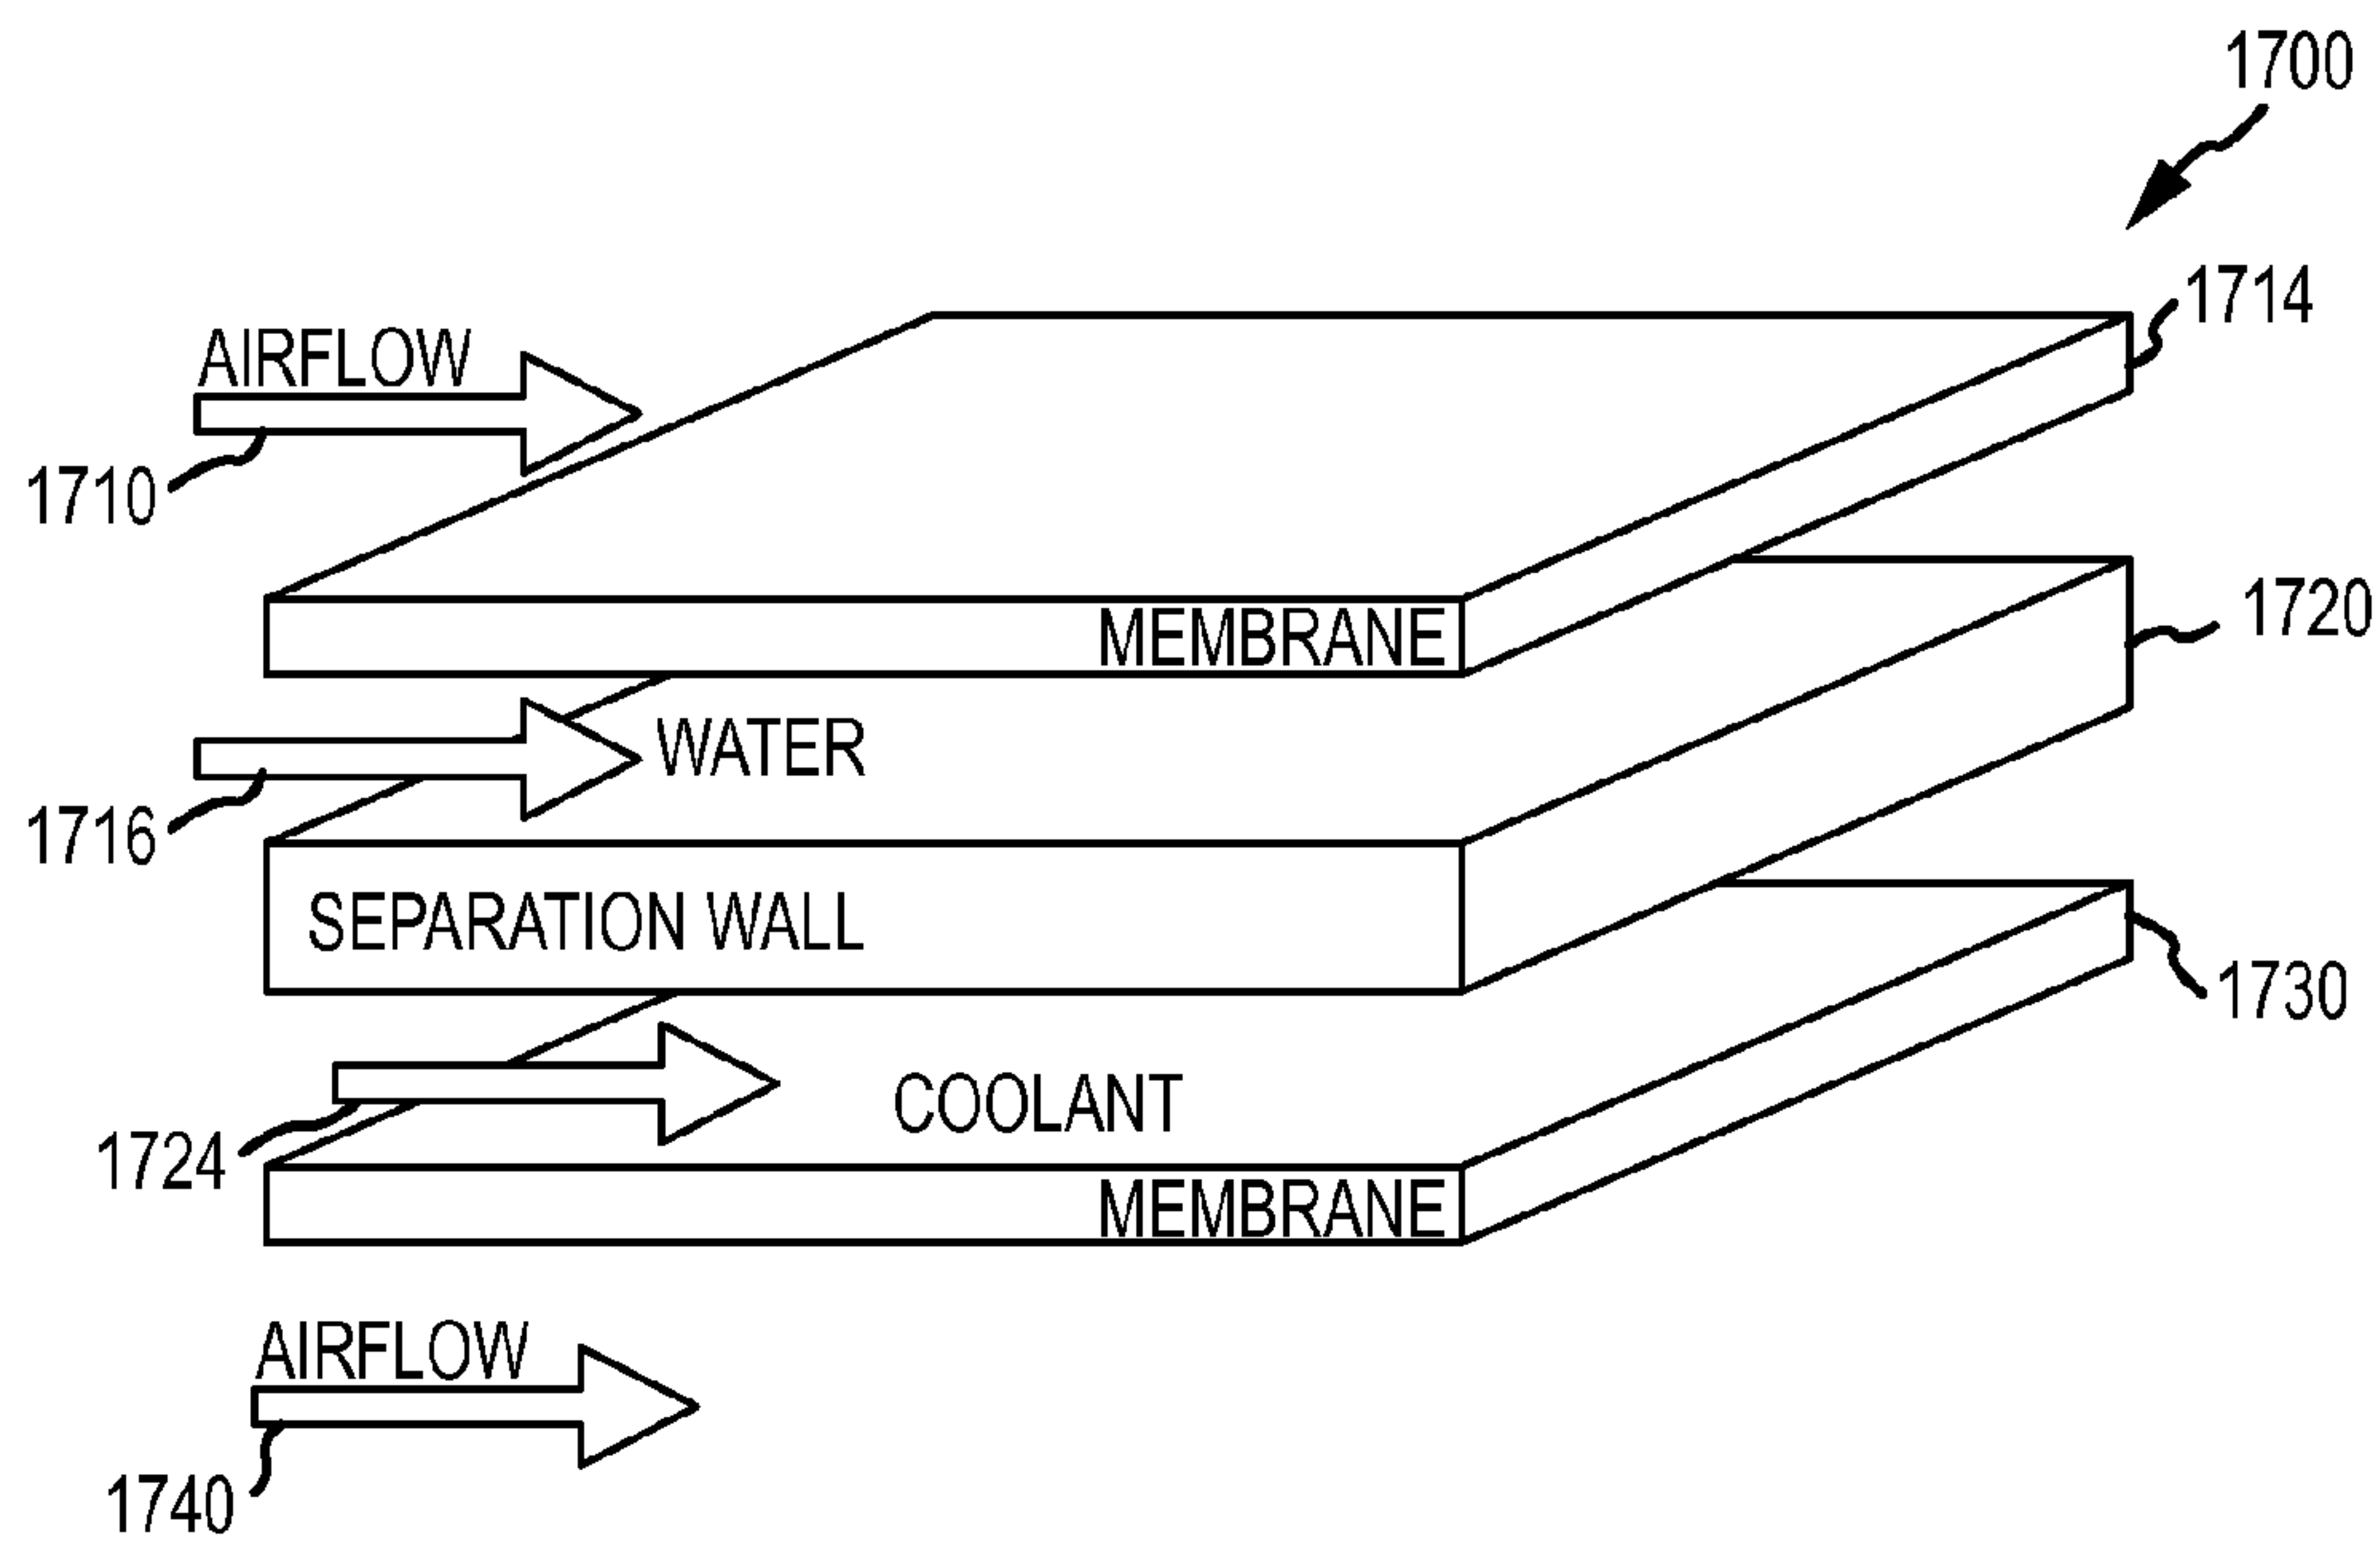 1700
1714
AIRFLOW
1710
1720
MEMBRANE
WATER
1716
SEPARATION WALL
1730
COOLANT
1724
MEMBRANE
AIRFLOW
1740